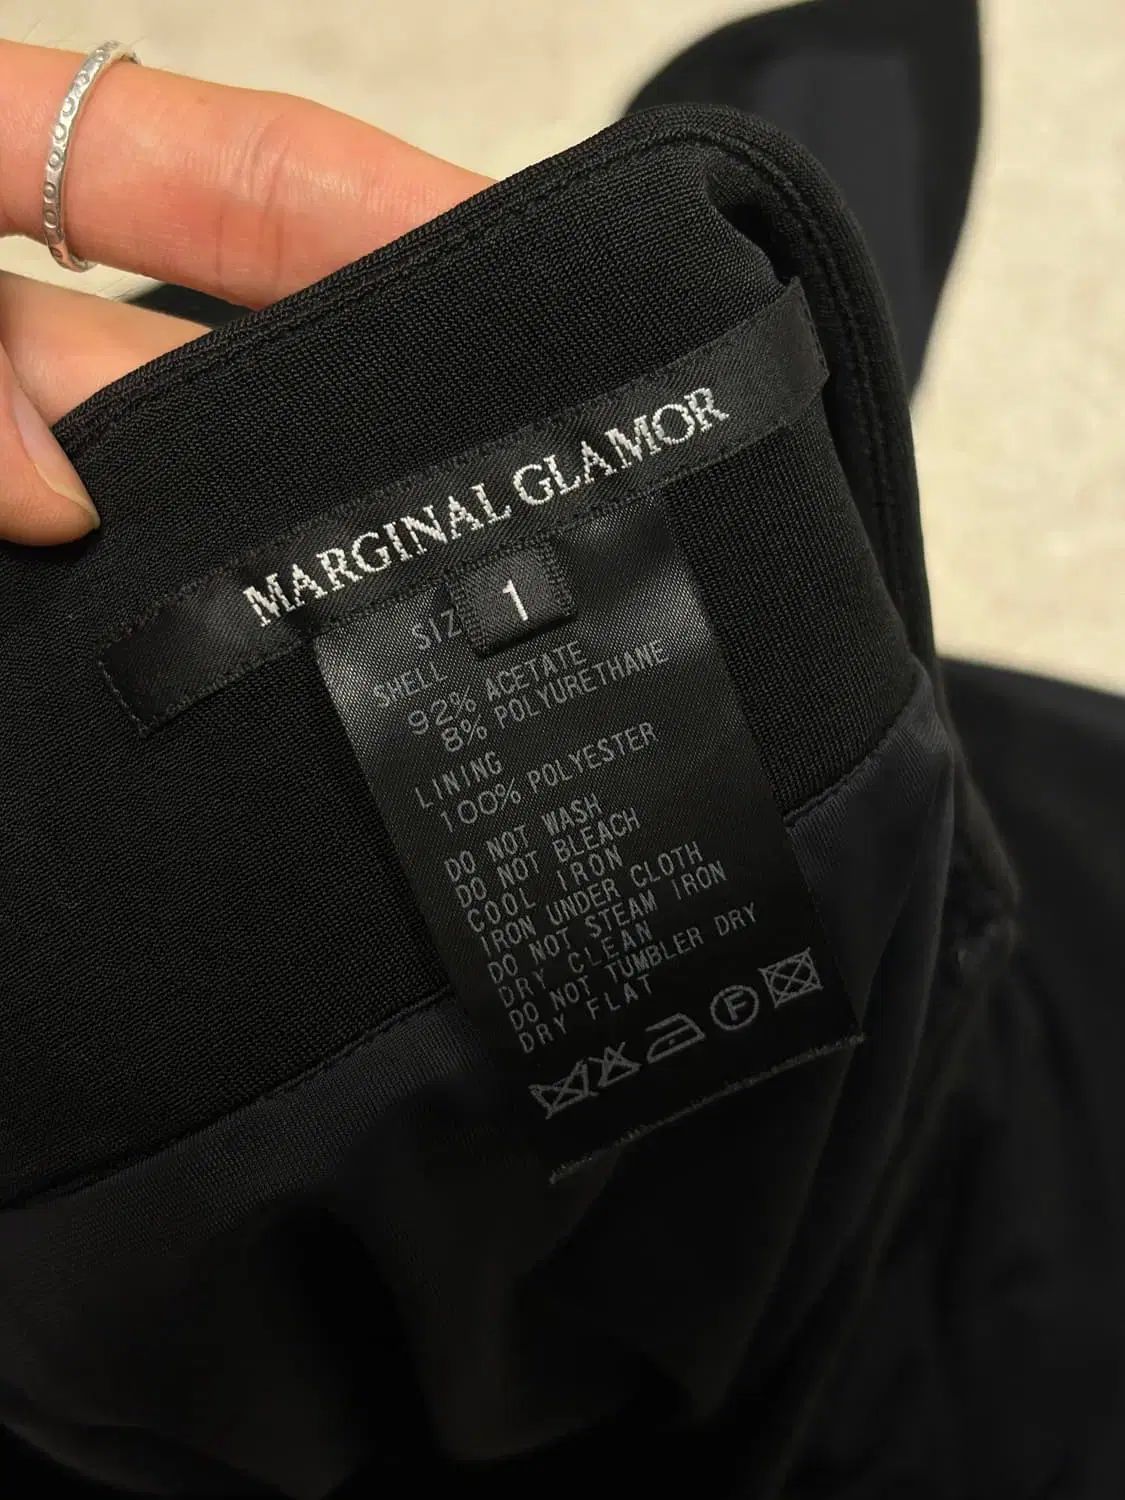 MARGINAL GLAMOR
1
SIZ
SHELL
92% ACETATE
8% POLYURETHANE
LINING
100% POLYESTER
DO NOT WASH
DO NOT BLEACH
COOL IRON
IRON UNDER CLOTH
DO NOT STEAM IRON
DRY CLEAN
DO NOT TUMBLER DRY
DRY FLAT
F